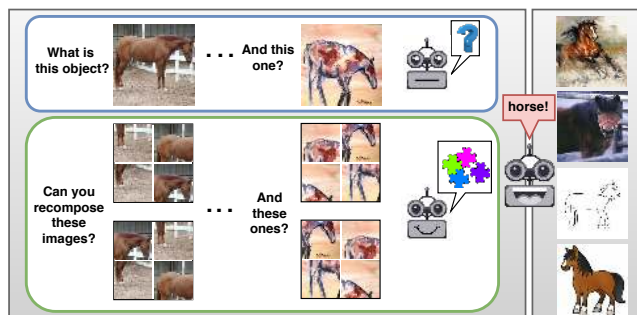 What is
this object?
...
And this
one?
?
horse!
Can you
recompose
these
images?
...
And
these
ones?